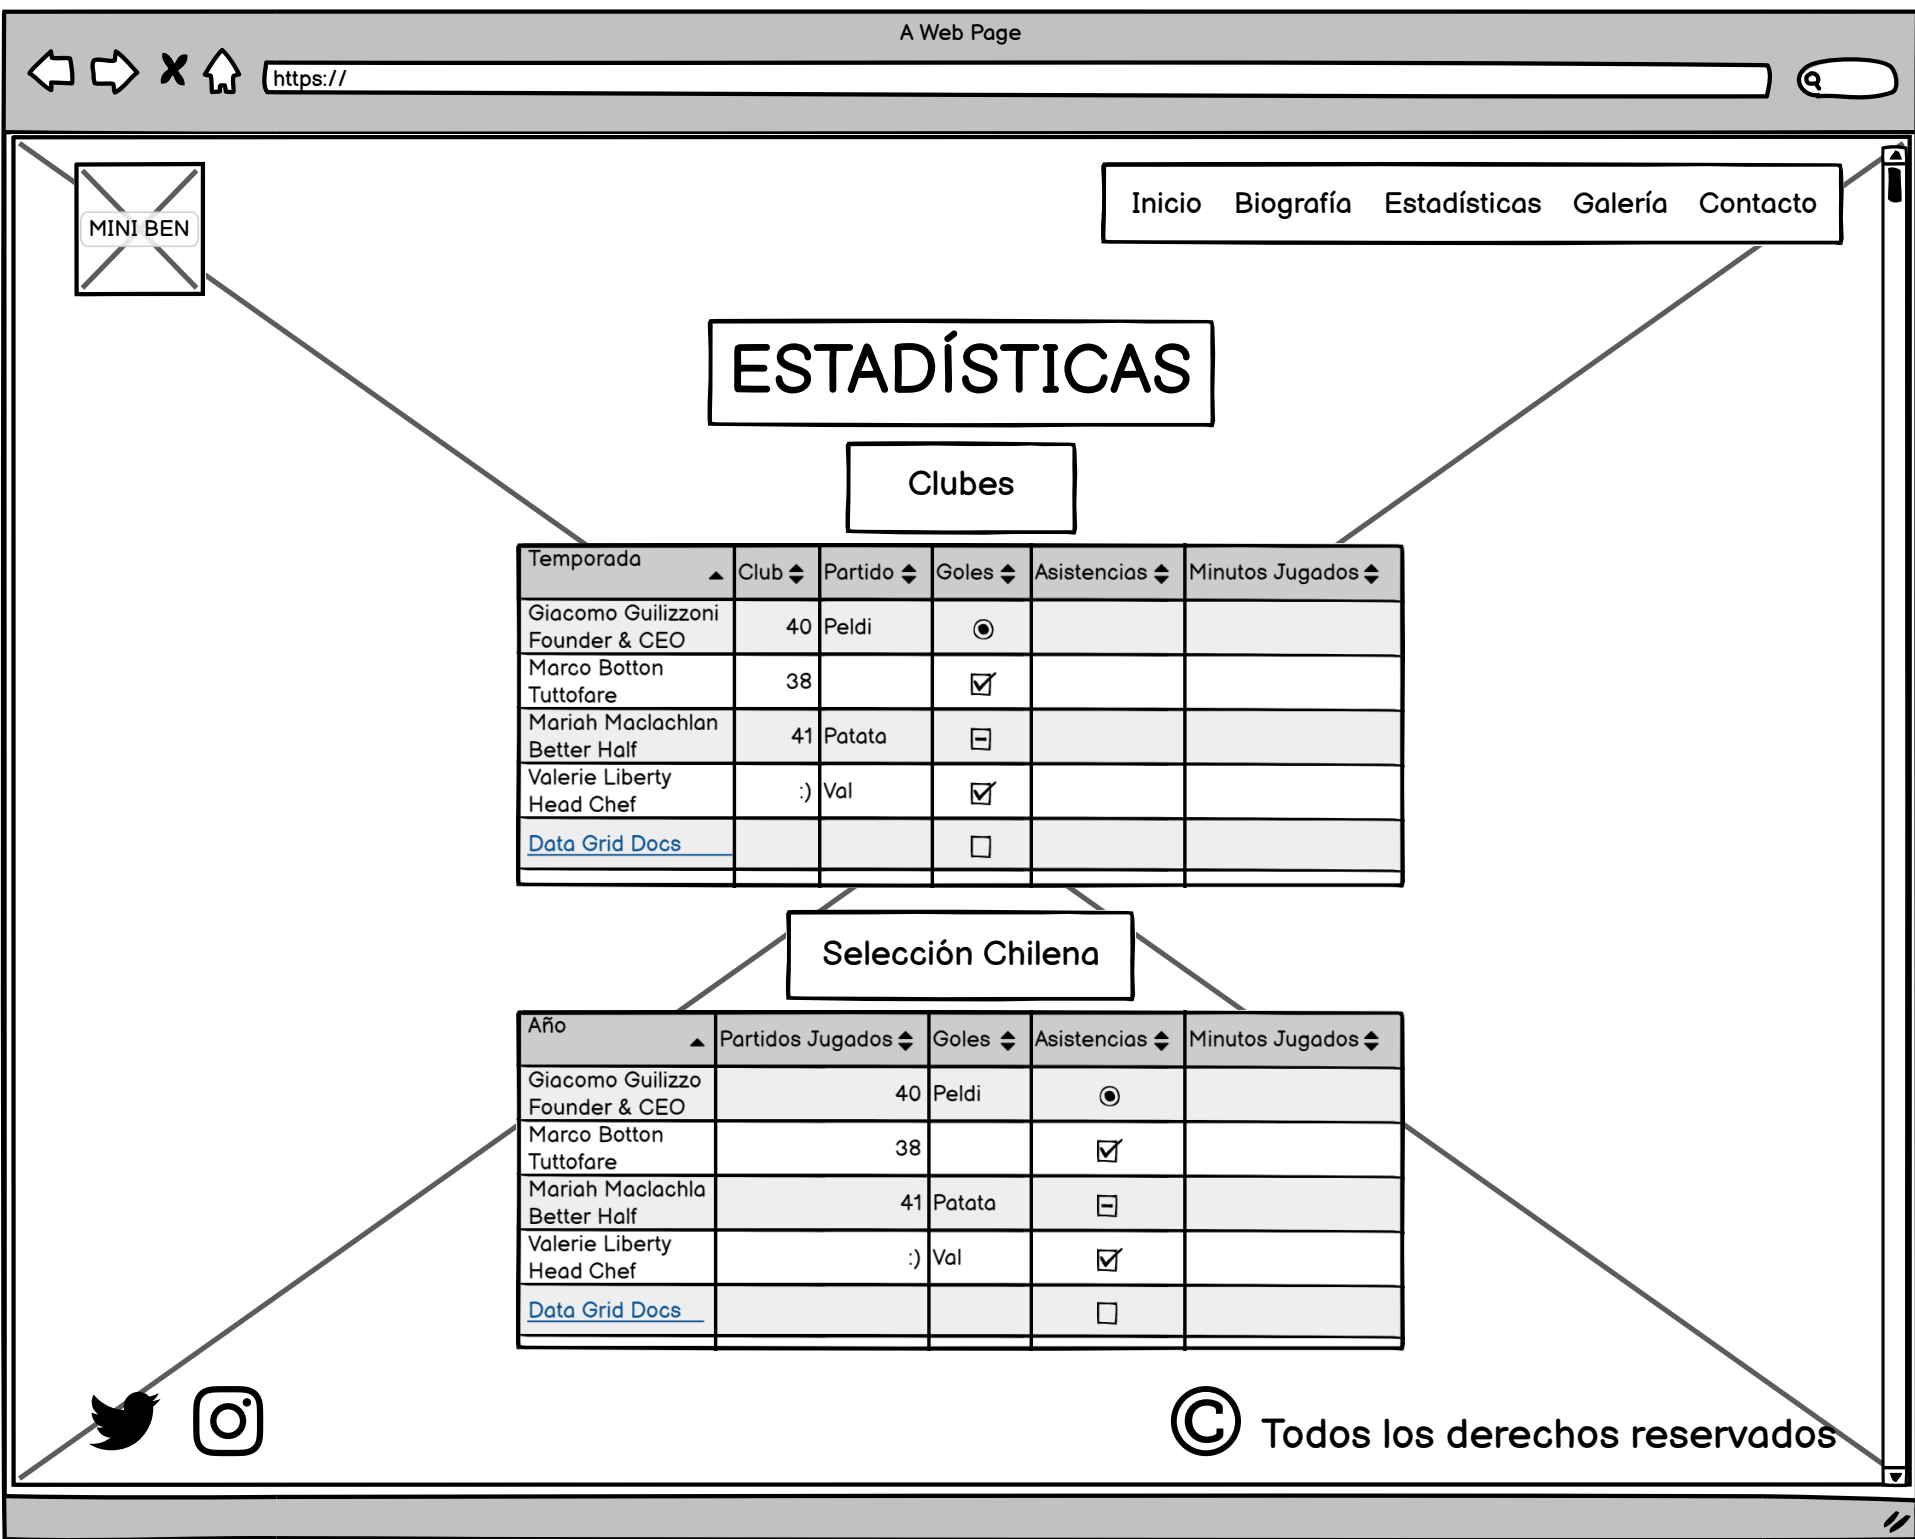 A Web Page
https://
MINI BEN
Inicio Biografía Estadísticas Galería Contacto
ESTADÍSTICAS
Clubes
Temporada Club Partido Goles Asistencias Minutos Jugados
Giacomo Guilizzoni
Founder & CEO
40 Peldi
Marco Botton
Tuttofare
38
Mariah Maclachlan
Better Half
41 Patata
Valerie Liberty
Head Chef
:) Val
Data Grid Docs
Selección Chilena
Año Partidos Jugados Goles Asistencias Minutos Jugados
Giacomo Guilizzo
Founder & CEO
40 Peldi
Marco Botton
Tuttofare
38
Mariah Maclachla
Better Half
41 Patata
Valerie Liberty
Head Chef
:) Val
Data Grid Docs
© Todos los derechos reservados